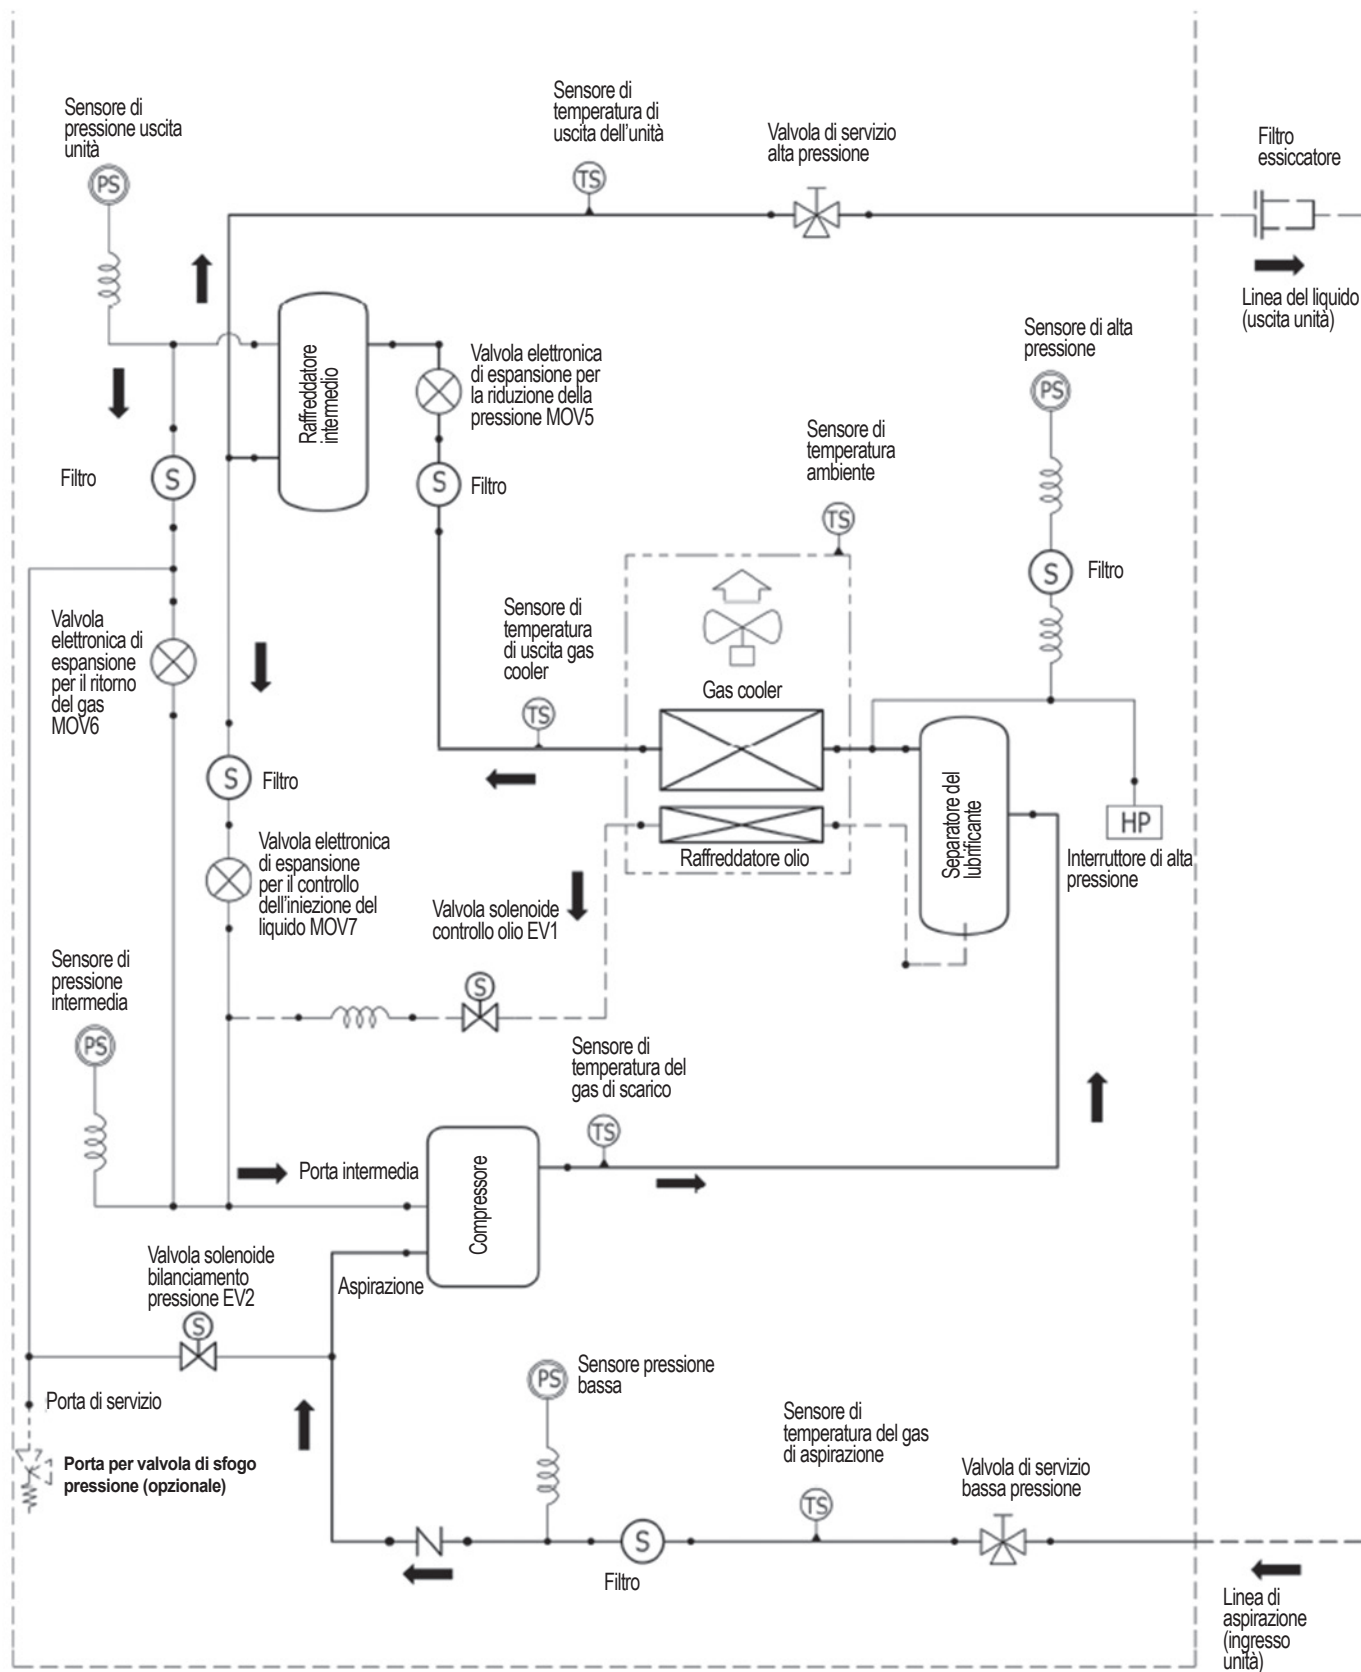 Sensore di
temperatura di
uscita dell'unità
Sensore di
pressione uscita
unità
Valvola di servizio
alta pressione
Filtro
essiccatore
PS
TS
Linea del liquido
(uscita unità)
Sensore di alta
pressione
Raffreddatore
intermedio
Valvola elettronica
di espansione per
la riduzione della
pressione MOV5
PS
Sensore di
temperatura
ambiente
Filtro
S
S
Filtro
TS
S
Filtro
Valvola
elettronica di
espansione
per il ritorno
del gas
MOV6
Sensore di
temperatura
di uscita gas
cooler
Gas cooler
TS
S
Filtro
Separatore del
lubrificante
HP
Interruttore di alta
pressione
Valvola elettronica
di espansione
per il controllo
dell'iniezione del
liquido MOV7
Raffreddatore olio
Valvola solenoide
controllo olio EV1
Sensore di
pressione
intermedia
S
PS
Sensore di
temperatura del
gas di scarico
TS
Porta intermedia
Compressore
Valvola solenoide
bilanciamento
pressione EV2
Aspirazione
S
PS
Sensore pressione
bassa
Porta di servizio
Sensore di
temperatura del gas
di aspirazione
Porta per valvola di sfogo
pressione (opzionale)
Valvola di servizio
bassa pressione
TS
S
Filtro
Linea di
aspirazione
(ingresso
unità)